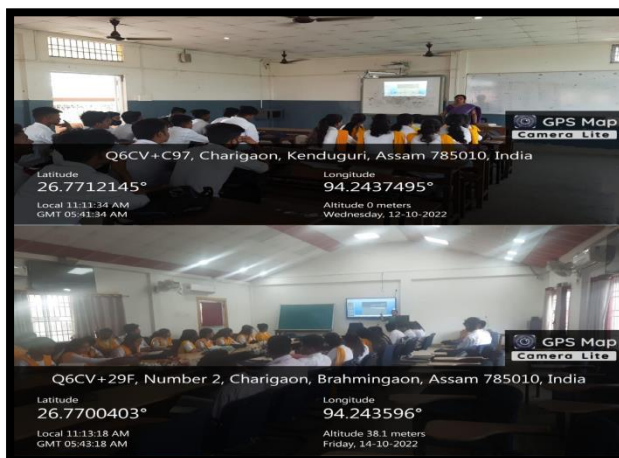 GPS Map
Camera Lite
Q6CV+C97, Charigaon, Kenduguri, Assam 785010, India
Latitude
26.7712145°
Longitude
94.2437495°
Local 11:11:34 AM
GMT 05:41:34 AM
Altitude 0 meters
Wednesday, 12-10-2022
GPS Map
Camera Lite
Q6CV+29F, Number 2, Charigaon, Brahmingaon, Assam 785010, India
Latitude
26.7700403°
Longitude
94.243596°
Local 11:13:18 AM
GMT 05:43:18 AM
Altitude 38.1 meters
Friday, 14-10-2022